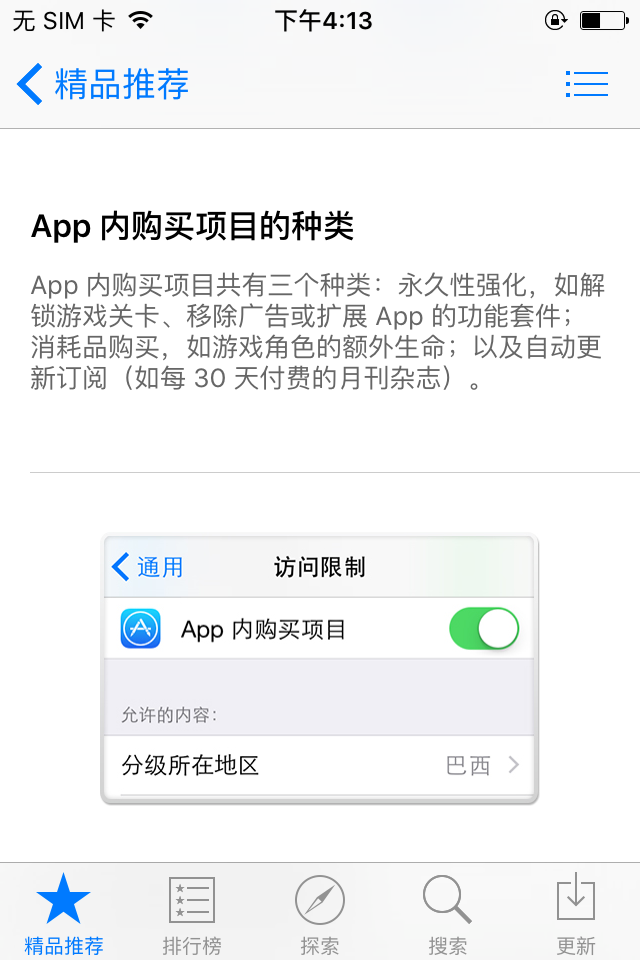 无 SIM 卡 下午4:13
精品推荐
App 内购买项目的种类
App 内购买项目共有三个种类：永久性强化，如解
锁游戏关卡、移除广告或扩展 App 的功能套件；
消耗品购买，如游戏角色的额外生命；以及自动更
新订阅（如每 30 天付费的月刊杂志）。
通用 访问限制
App 内购买项目
允许的内容：
分级所在地区 巴西
精品推荐 排行榜 探索 搜索 更新